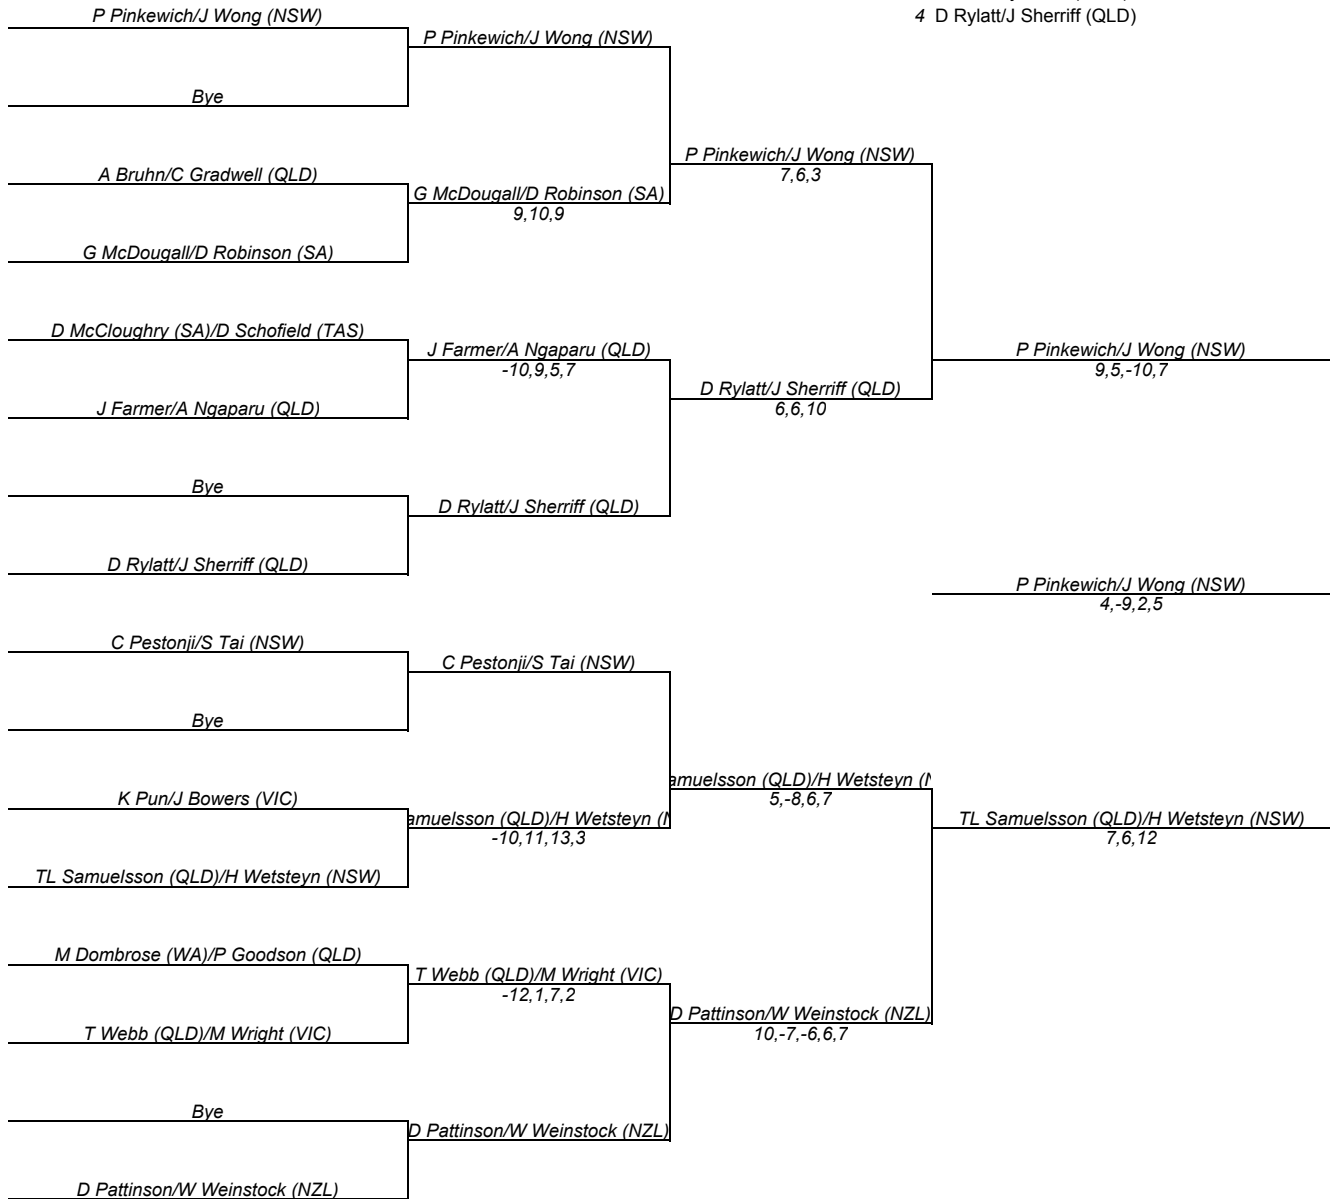 4 D Rylatt/J Sherriff (QLD)
P Pinkewich/J Wong (NSW)
P Pinkewich/J Wong (NSW)
Bye
P Pinkewich/J Wong (NSW)
7,6,3
A Bruhn/C Gradwell (QLD)
G McDougall/D Robinson (SA)
9,10,9
G McDougall/D Robinson (SA)
D McCloughry (SA)/D Schofield (TAS)
J Farmer/A Ngaparu (QLD)
-10,9,5,7
P Pinkewich/J Wong (NSW)
9,5,-10,7
D Rylatt/J Sherriff (QLD)
6,6,10
J Farmer/A Ngaparu (QLD)
Bye
D Rylatt/J Sherriff (QLD)
D Rylatt/J Sherriff (QLD)
P Pinkewich/J Wong (NSW)
4,-9,2,5
C Pestonji/S Tai (NSW)
C Pestonji/S Tai (NSW)
Bye
amuelsson (QLD)/H Wetsteyn (N
5,-8,6,7
K Pun/J Bowers (VIC)
amuelsson (QLD)/H Wetsteyn (N
-10,11,13,3
TL Samuelsson (QLD)/H Wetsteyn (NSW)
7,6,12
TL Samuelsson (QLD)/H Wetsteyn (NSW)
M Dombrose (WA)/P Goodson (QLD)
T Webb (QLD)/M Wright (VIC)
-12,1,7,2
D Pattinson/W Weinstock (NZL)
10,-7,-6,6,7
T Webb (QLD)/M Wright (VIC)
Bye
D Pattinson/W Weinstock (NZL)
D Pattinson/W Weinstock (NZL)